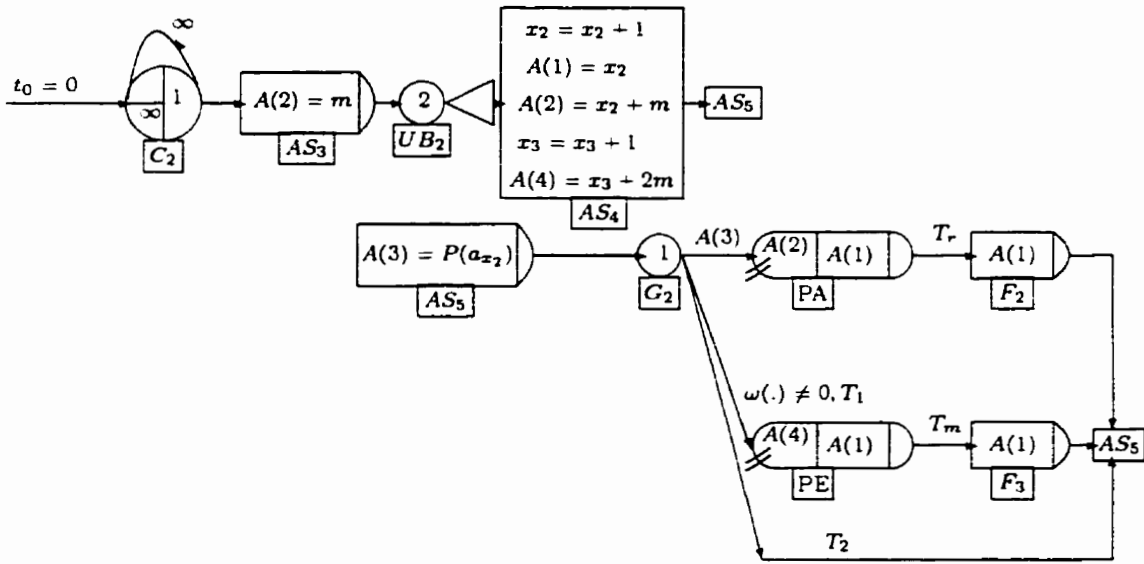 ∞
t₀ = 0
1
∞
C₂
A(2) = m
AS₃
2
UB₂
x₂ = x₂ + 1
A(1) = x₂
A(2) = x₂ + m
x₃ = x₃ + 1
A(4) = x₃ + 2m
AS₄
AS₅
A(3) = P(a_{x₂})
AS₅
1
G₂
A(3)
A(2) A(1)
PA
T_r
A(1)
F₂
ω(.) ≠ 0, T₁
A(4) A(1)
PE
T_m
A(1)
F₃
AS₅
T₂